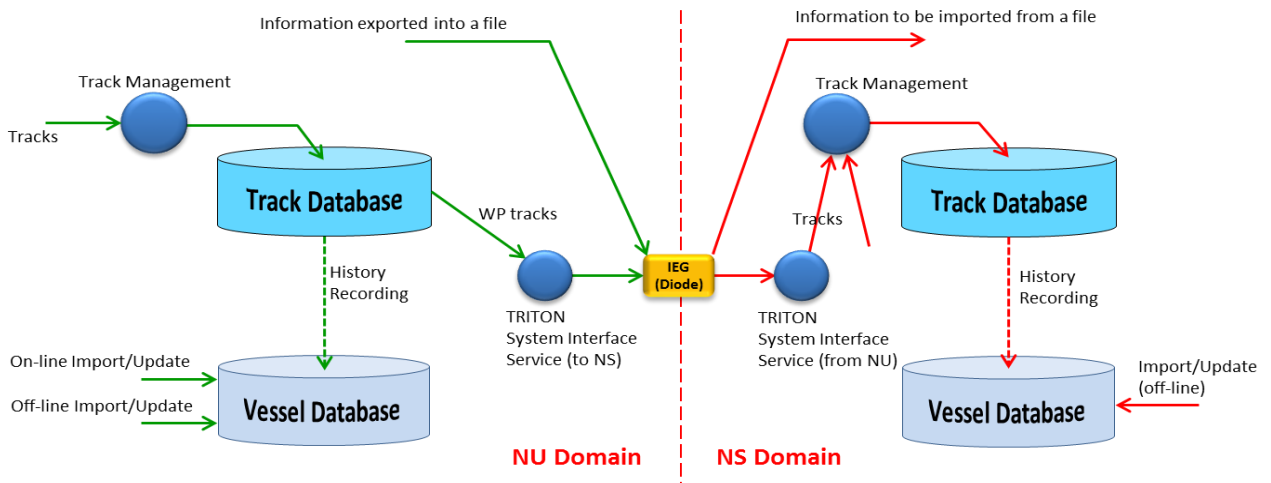 Information exported into a file
Information to be imported from a file
Track Management
Track Management
Tracks
Track Database
WP tracks
Tracks
Track Database
IEG
(Diode)
History
Recording
History
Recording
TRITON
System Interface
Service (to NS)
TRITON
System Interface
Service (from NU)
On-line Import/Update
Off-line Import/Update
Vessel Database
Import/Update
(off-line)
Vessel Database
NU Domain
NS Domain